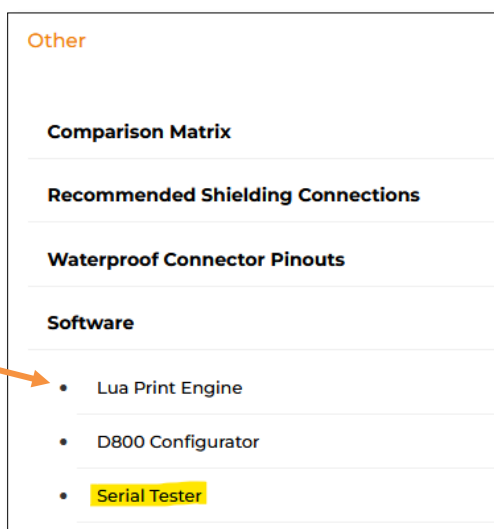 Other
Comparison Matrix
Recommended Shielding Connections
Waterproof Connector Pinouts
Software
Lua Print Engine
D800 Configurator
Serial Tester